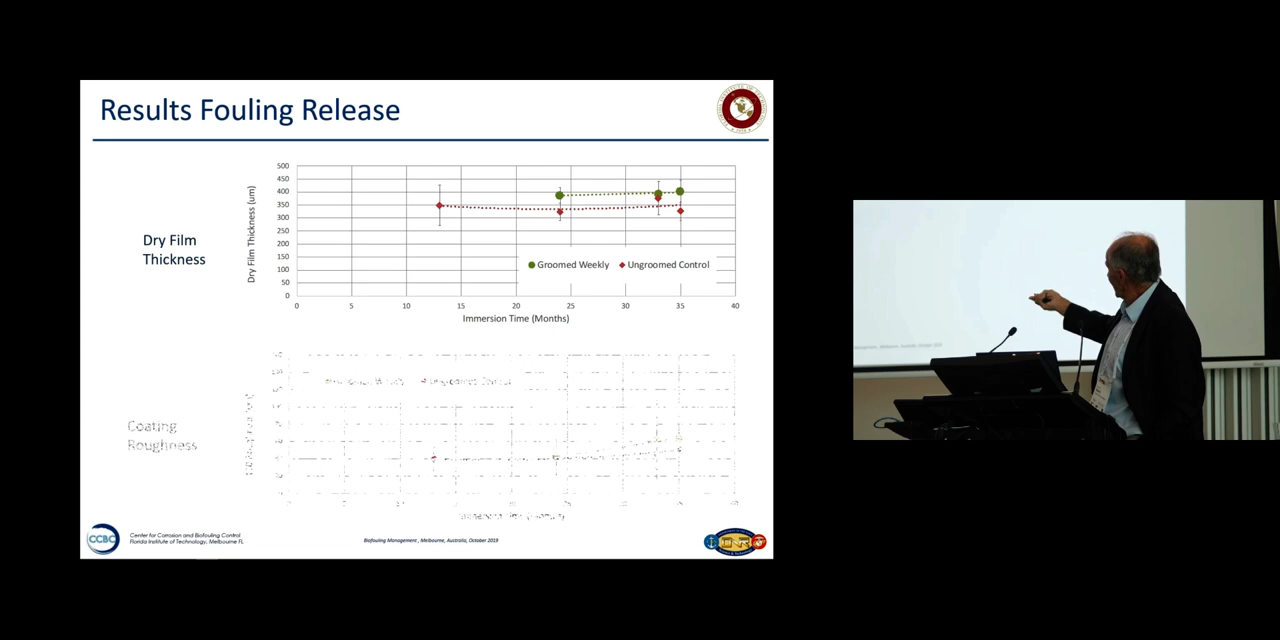 Results Fouling Release
Dry Film
Thickness
Dry Film Thickness (um)
500
450
400
350
300
250
200
150
100
50
0
0 5 10 15 20 25 30 35 40
Immersion Time (Months)
Groomed Weekly
Ungroomed Control
Coating
Roughness
Ungroomed Control
CCBC
Center for Corrosion and Biofouling Control
Florida Institute of Technology, Melbourne FL
Biofouling Management , Melbourne, Australia, October 2019
ONR